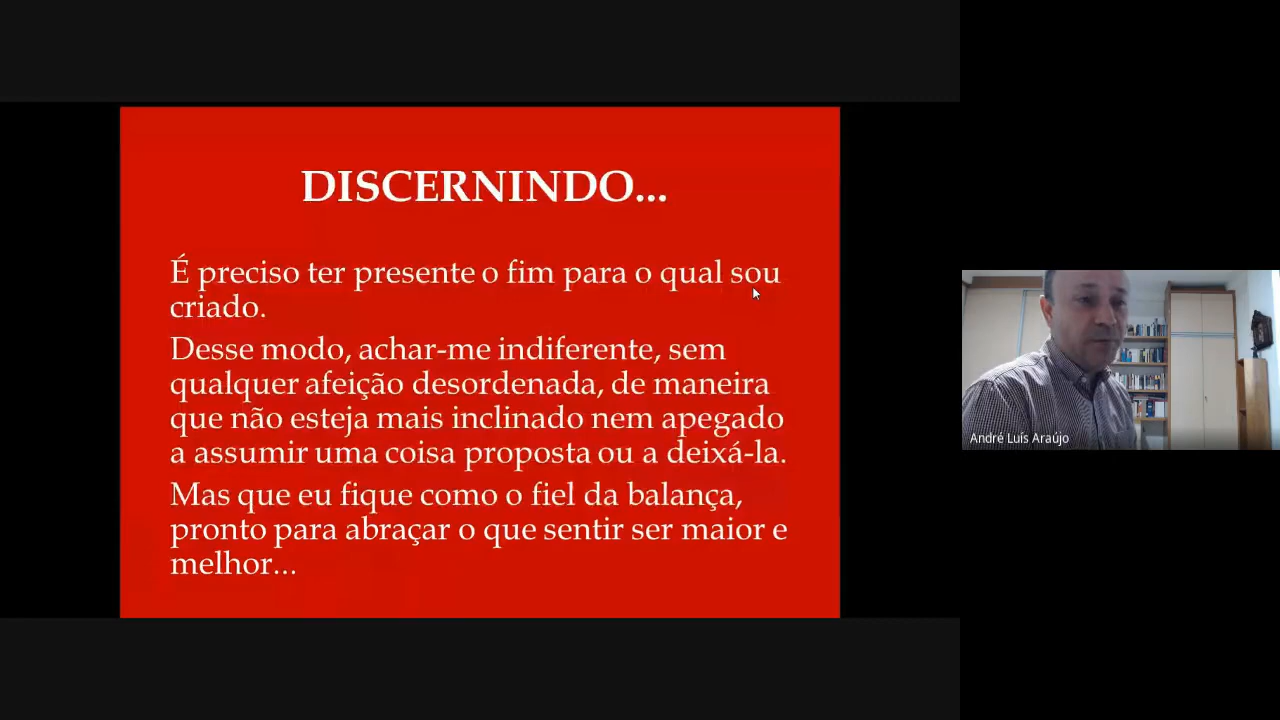 DISCERNINDO...
É preciso ter presente o fim para o qual sou
criado.
Desse modo, achar-me indiferente, sem
qualquer afeição desordenada, de maneira
que não esteja mais inclinado nem apegado
a assumir uma coisa proposta ou a deixá-la.
Mas que eu fique como o fiel da balança,
pronto para abraçar o que sentir ser maior e
melhor...
André Luís Araújo